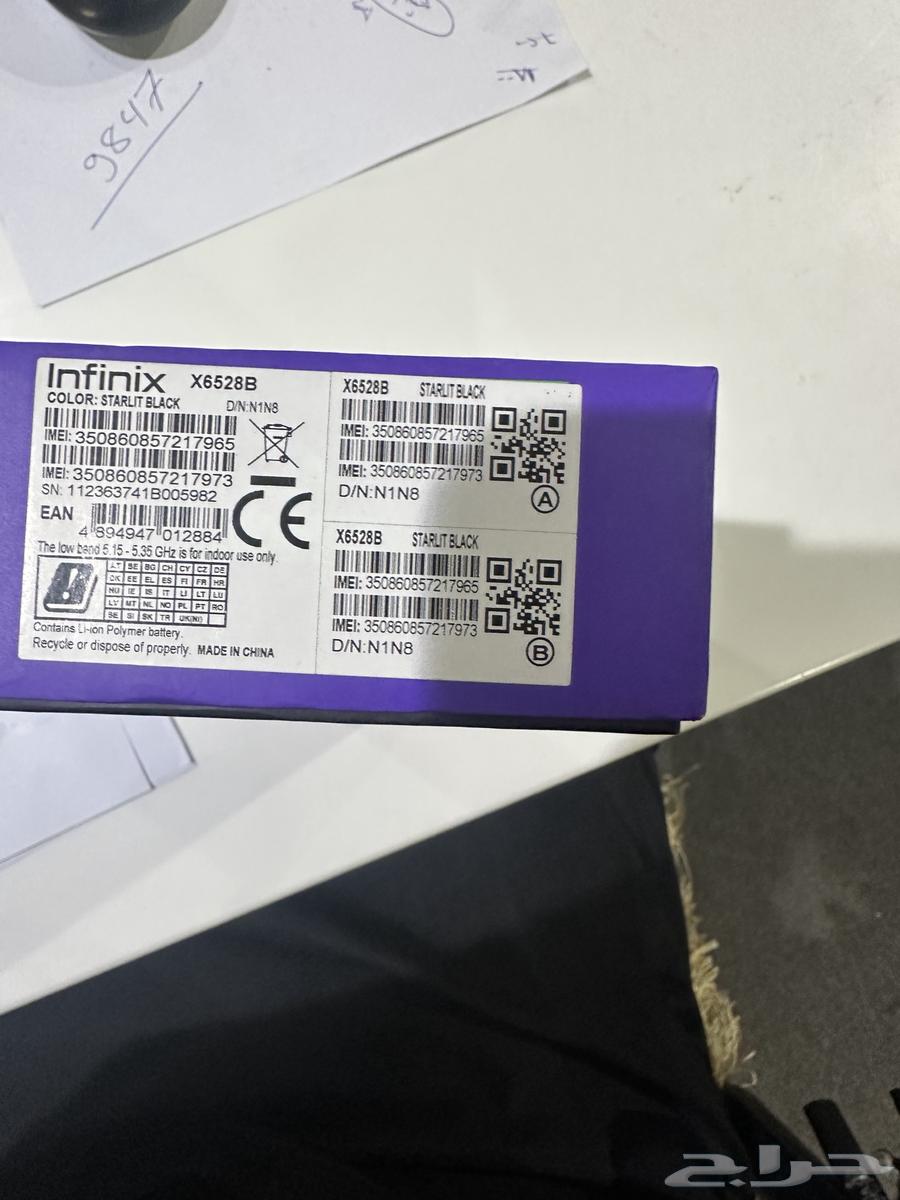 9847
Infinix X6528B
COLOR: STARLIT BLACK D/N:N1N8
IMEI: 350860857217965
IMEI: 350860857217973
SN: 112363741B005982
EAN
4 894947 012884
CE
The low band 5.15 - 5.35 GHz is for indoor use only.
AT BE BG CH CY CZ DE
DK EE EL ES FI FR HR
HU IE IS IT LI LT LU
LV MT NL NO PL PT RO
SE SI SK TR UK(NI)
Contains Li-ion Polymer battery.
Recycle or dispose of properly. MADE IN CHINA
X6528B STARLIT BLACK
IMEI: 350860857217965
IMEI: 350860857217973
D/N:N1N8
A
X6528B STARLIT BLACK
IMEI: 350860857217965
IMEI: 350860857217973
D/N:N1N8
B
حراج